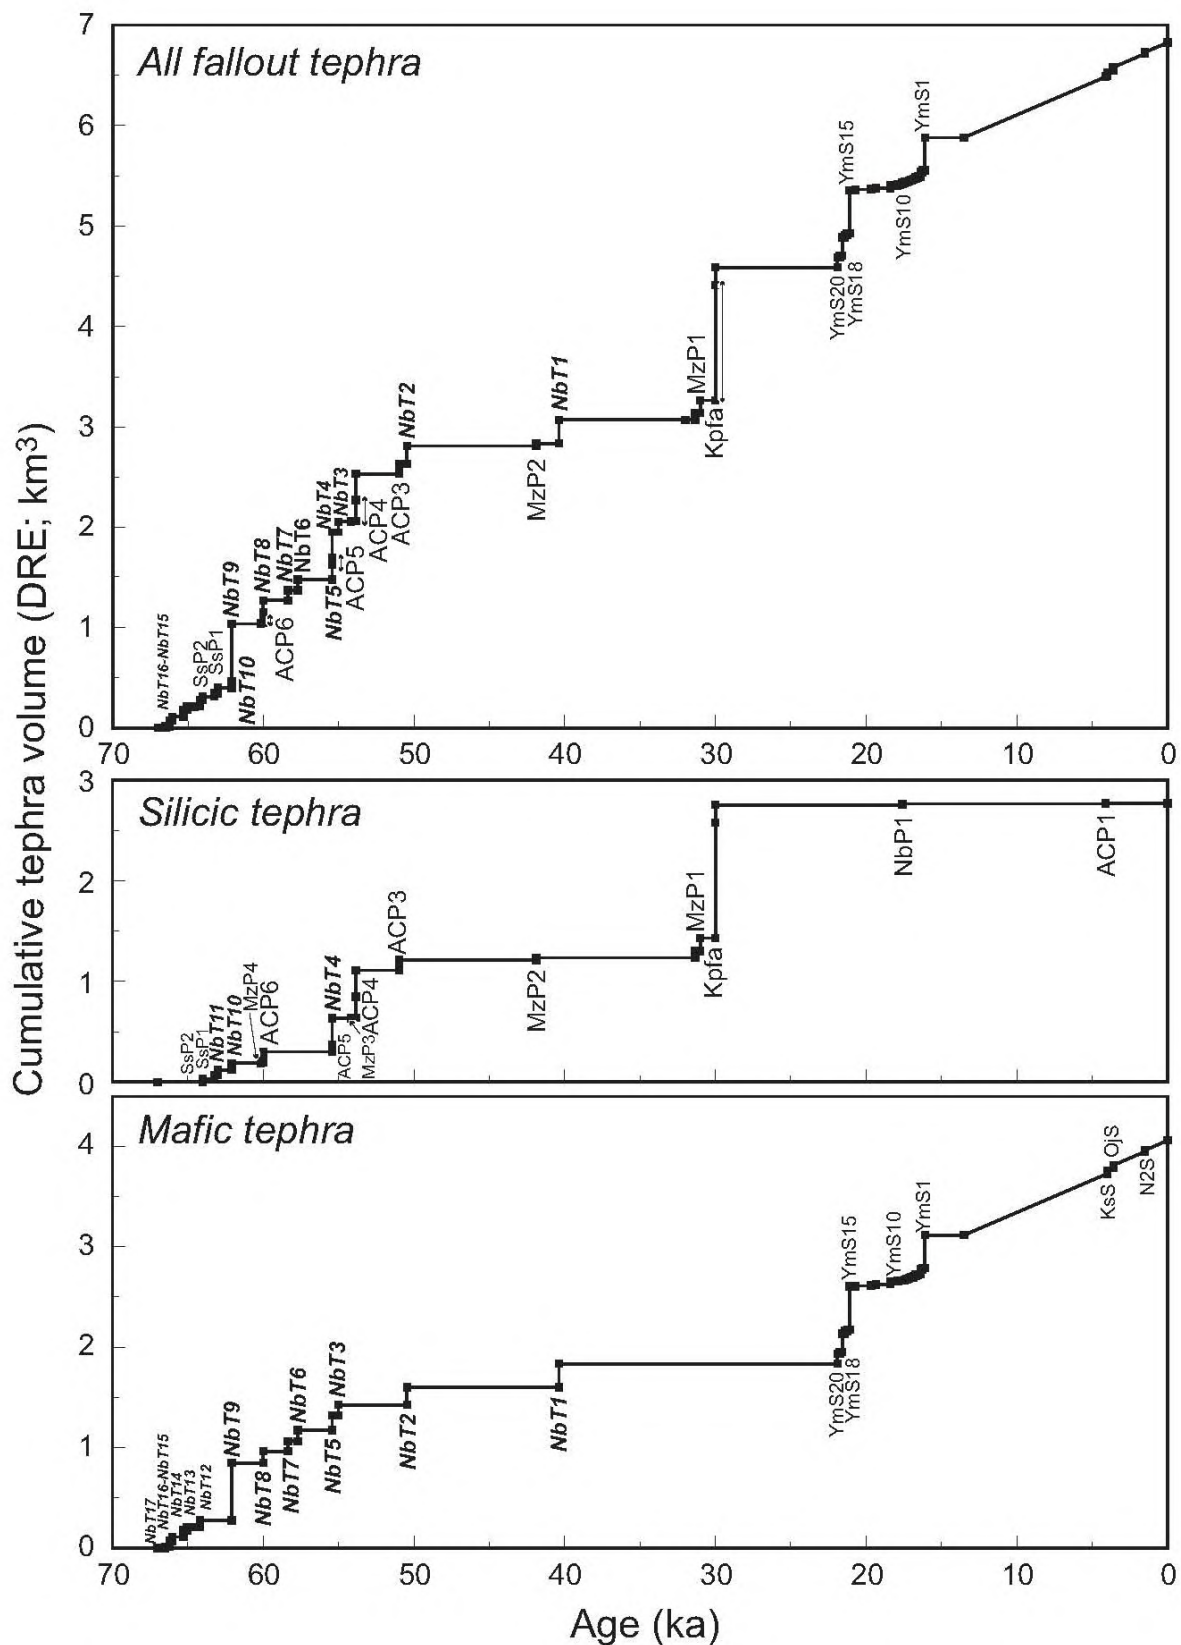 Cumulative tephra volume (DRE; km³)
All fallout tephra
7
6
5
4
3
2
1
0
NbT16-NbT15
SsP2
SsP1
NbT9
NbT10
NbT8
ACP6
NbT7
NbT6
NbT5
NbT4
ACP5
NbT3
ACP4
ACP3
NbT2
MzP2
NbT1
MzP1
Kpfa
YmS20
YmS18
YmS15
YmS10
YmS1
70 60 50 40 30 20 10 0
Silicic tephra
3
2
1
0
SsP2
SsP1
NbT11
NbT10
MzP4
ACP6
NbT4
ACP5
MzP3
ACP4
ACP3
MzP2
MzP1
Kpfa
NbP1
ACP1
Mafic tephra
4
3
2
1
0
NbT17
NbT16-NbT15
NbT14
NbT13
NbT12
NbT9
NbT8
NbT7
NbT6
NbT5
NbT3
NbT2
NbT1
YmS20
YmS18
YmS15
YmS10
YmS1
KsS
OjS
N2S
70 60 50 40 30 20 10 0
Age (ka)